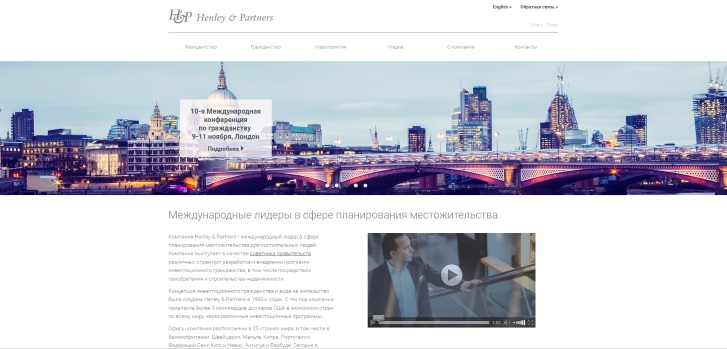 H&P Henley & Partners
English > Обратная связь >
Резидентство Гражданство Мероприятия Медиа О компании Контакты
10-я Международная
конференция
по гражданству
9-11 ноября, Лондон
Подробнее
Международные лидеры в сфере планирования местожительства
Компания Henley & Partners - международный лидер в сфере
планирования местожительства для состоятельных людей.
Компания выступает в качестве советника правительств
различных стран при разработке и внедрении программ
инвестиционного гражданства, в том числе посредством
приобретения и строительства недвижимости.
Концепция инвестиционного гражданства и вида на жительство
была создана Henley & Partners в 1990-х годах. С тех пор компания
привлекла более 5 миллиардов долларов США в экономики стран
по всему миру через различные инвестиционные программы.
Офисы компании расположены в 25 странах мира, в том числе в
Великобритании, Швейцарии, Мальте, Кипре, Португалии,
Федерации Сент-Китс и Невис, Антигуа и Барбуде. Сегодня в